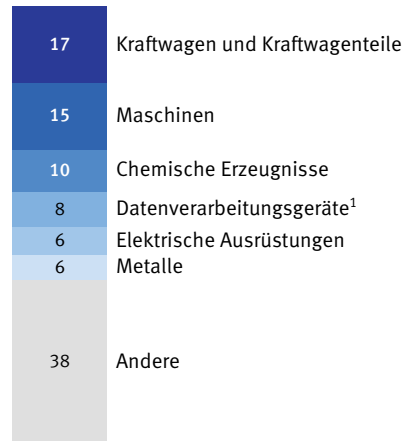 17 Kraftwagen und Kraftwagenteile
15 Maschinen
10 Chemische Erzeugnisse
8 Datenverarbeitungsgeräte¹
6 Elektrische Ausrüstungen
6 Metalle
38 Andere